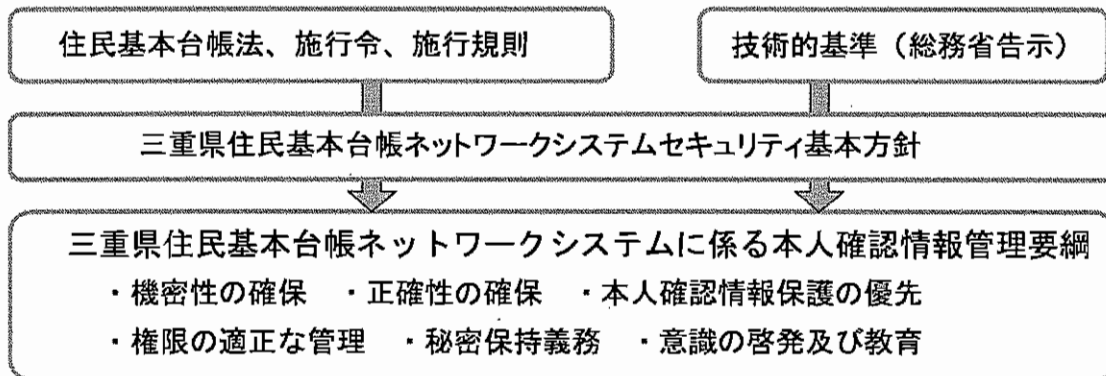 住民基本台帳法、施行令、施行規則
技術的基準（総務省告示）
三重県住民基本台帳ネットワークシステムセキュリティ基本方針
三重県住民基本台帳ネットワークシステムに係る本人確認情報管理要綱
・機密性の確保　・正確性の確保　・本人確認情報保護の優先
・権限の適正な管理　・秘密保持義務　・意識の啓発及び教育